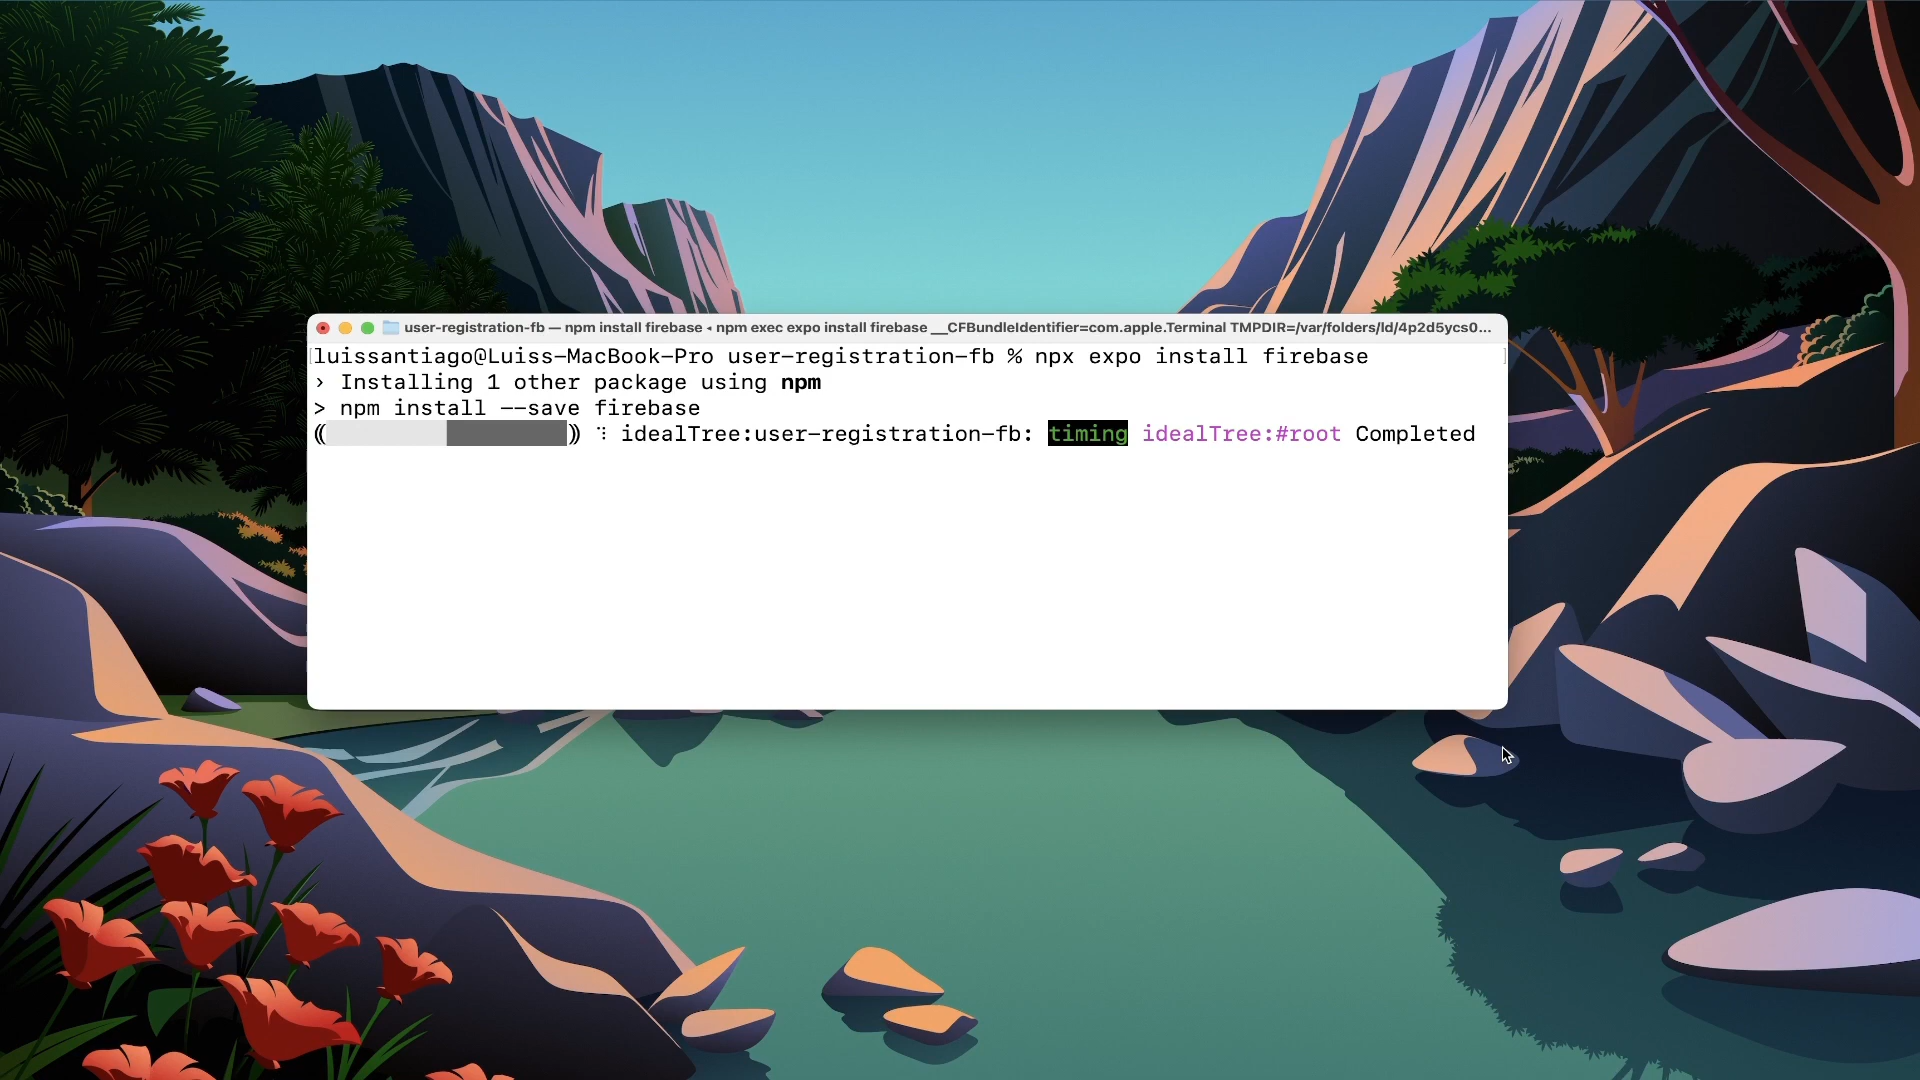 user-registration-fb — npm install firebase ◂ npm exec expo install firebase __CFBundleIdentifier=com.apple.Terminal TMPDIR=/var/folders/ld/4p2d5ycs0...
luissantiago@Luiss-MacBook-Pro user-registration-fb % npx expo install firebase
› Installing 1 other package using npm
> npm install --save firebase
⸨       ⸩ ⠹ idealTree:user-registration-fb: timing idealTree:#root Completed